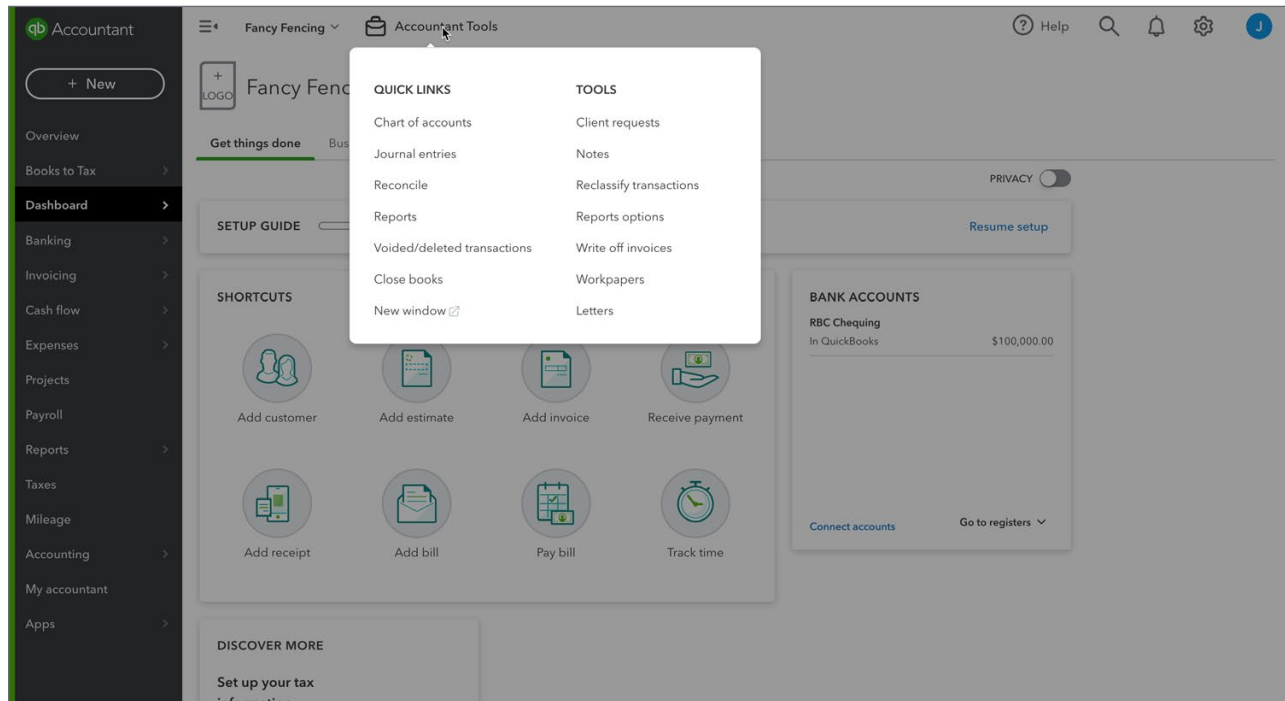 qb Accountant
Fancy Fencing
Accountant Tools
Help
J
+ New
+
LOGO
Fancy Fenc
QUICK LINKS
Chart of accounts
Journal entries
Reconcile
Reports
Voided/deleted transactions
Close books
New window
TOOLS
Client requests
Notes
Reclassify transactions
Reports options
Write off invoices
Workpapers
Letters
Overview
Books to Tax
Dashboard
Banking
Invoicing
Cash flow
Expenses
Projects
Payroll
Reports
Taxes
Mileage
Accounting
My accountant
Apps
Get things done
Bus
PRIVACY
SETUP GUIDE
Resume setup
SHORTCUTS
Add customer
Add estimate
Add invoice
Receive payment
Add receipt
Add bill
Pay bill
Track time
BANK ACCOUNTS
RBC Chequing
In QuickBooks $100,000.00
Connect accounts
Go to registers
DISCOVER MORE
Set up your tax